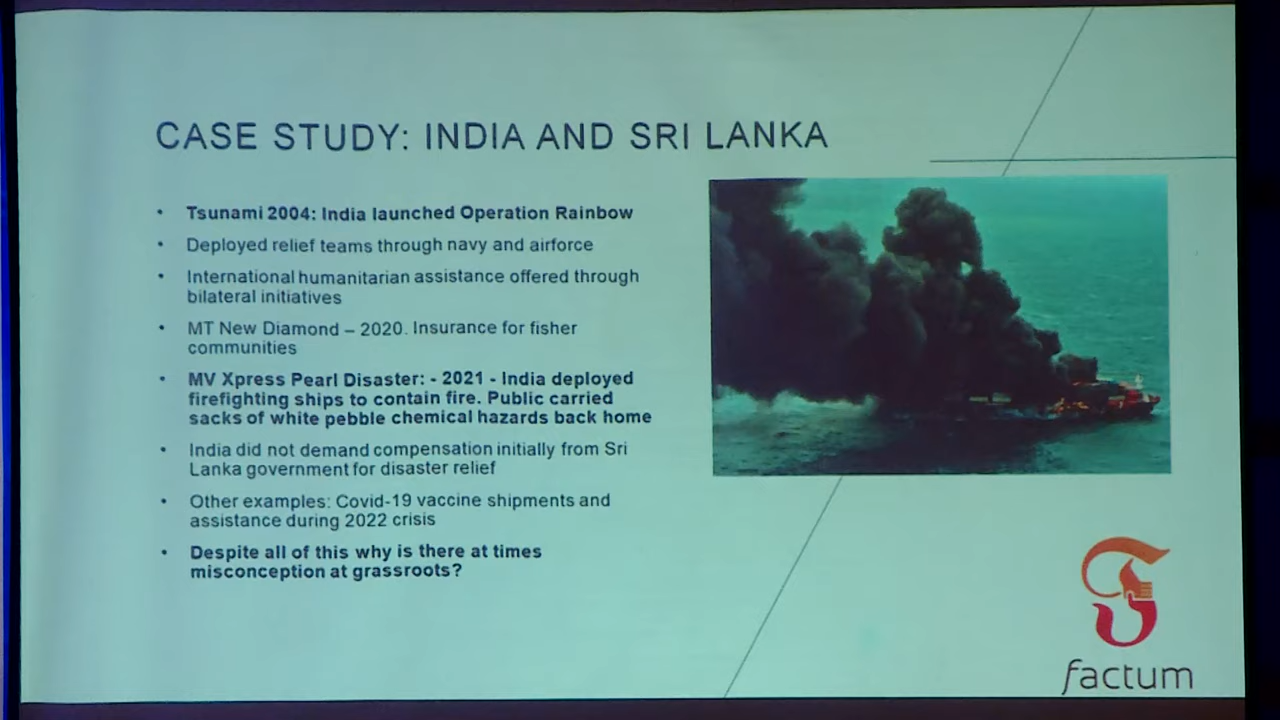 CASE STUDY: INDIA AND SRI LANKA
• Tsunami 2004: India launched Operation Rainbow
• Deployed relief teams through navy and airforce
• International humanitarian assistance offered through
bilateral initiatives
• MT New Diamond – 2020. Insurance for fisher
communities
• MV Xpress Pearl Disaster: - 2021 - India deployed
firefighting ships to contain fire. Public carried
sacks of white pebble chemical hazards back home
• India did not demand compensation initially from Sri
Lanka government for disaster relief
• Other examples: Covid-19 vaccine shipments and
assistance during 2022 crisis
• Despite all of this why is there at times
misconception at grassroots?
factum